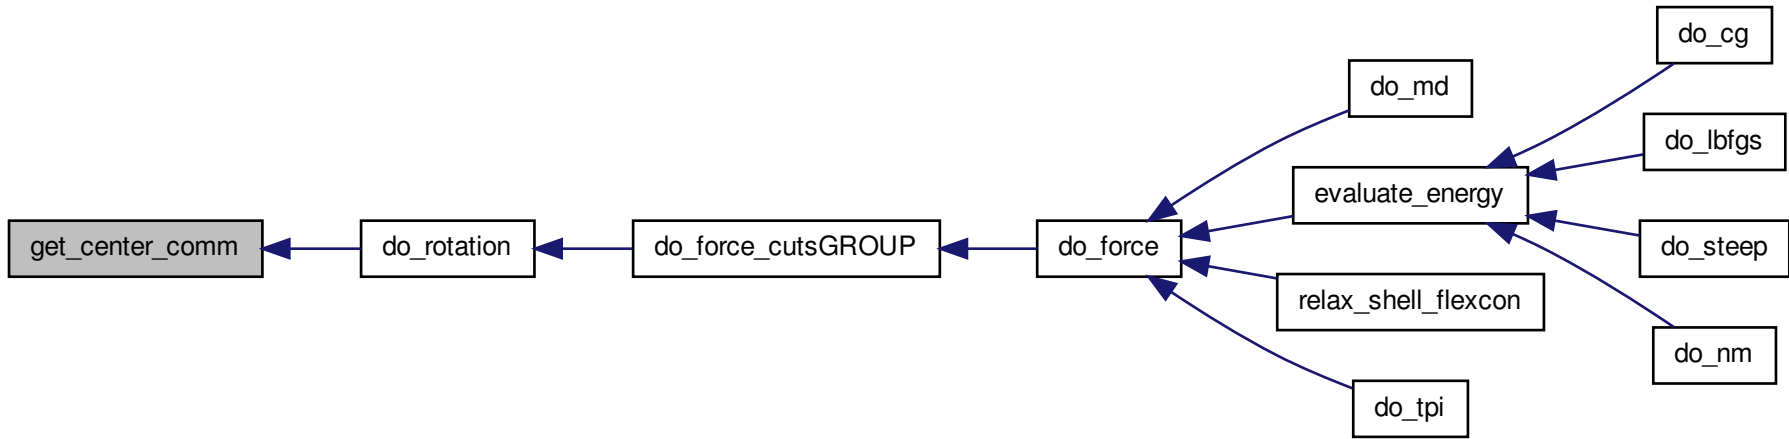 get_center_comm
do_rotation
do_force_cutsGROUP
do_force
do_md
evaluate_energy
relax_shell_flexcon
do_tpi
do_cg
do_lbfgs
do_steep
do_nm